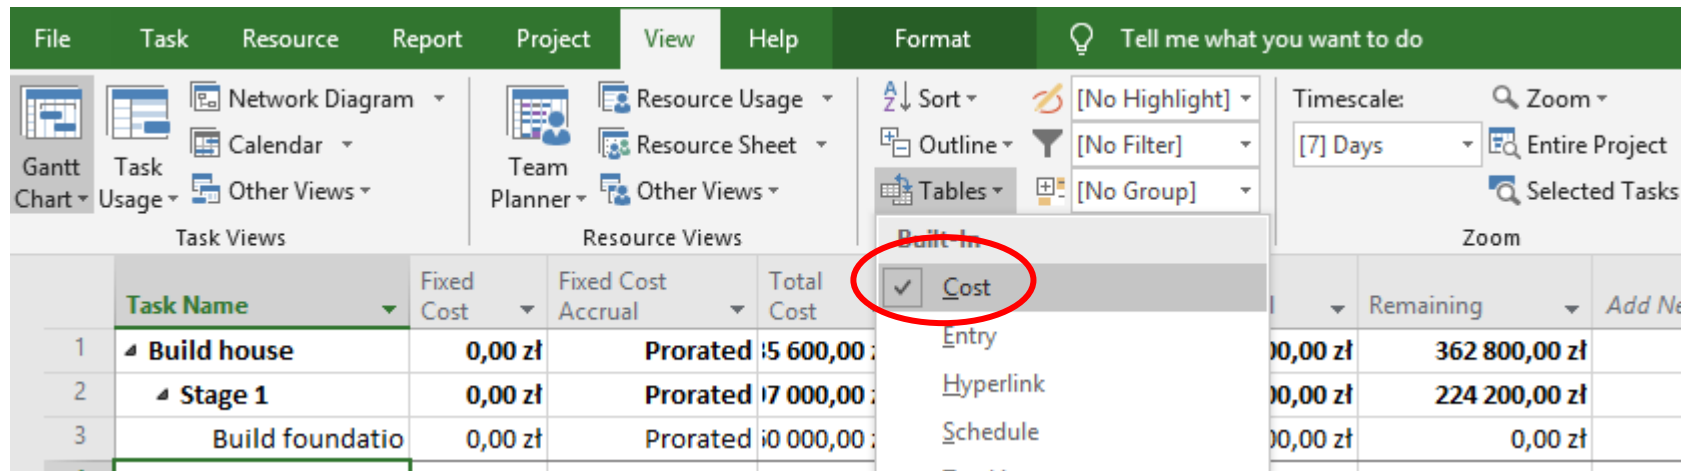 File Task Resource Report Project View Help Format Tell me what you want to do
Network Diagram Resource Usage Sort [No Highlight] Timescale: Zoom
Calendar Resource Sheet Outline [No Filter] [7] Days Entire Project
Gantt Chart Task Usage Other Views Team Planner Other Views Tables [No Group] Selected Tasks
Task Views Resource Views Zoom
Built-In
Cost
Entry
Hyperlink
Schedule
Task Name Fixed Cost Fixed Cost Accrual Total Cost Remaining Add
1 Build house 0,00 zł Prorated 362 800,00 zł
2 Stage 1 0,00 zł Prorated 224 200,00 zł
3 Build foundatio 0,00 zł Prorated 0,00 zł